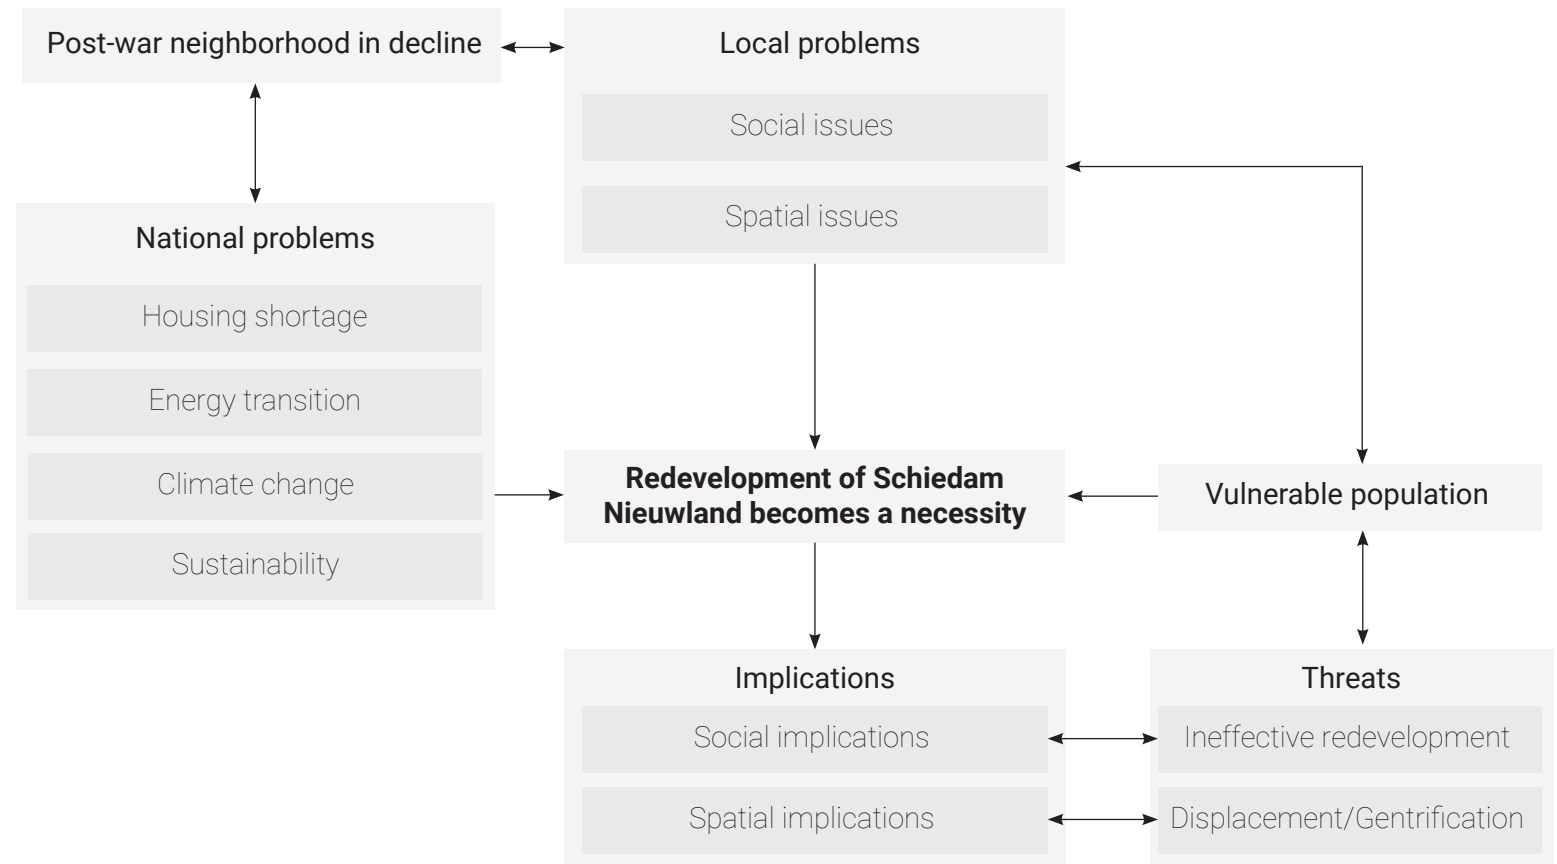 Post-war neighborhood in decline
Local problems
Social issues
Spatial issues
National problems
Housing shortage
Energy transition
Climate change
Sustainability
Redevelopment of Schiedam
Nieuwland becomes a necessity
Vulnerable population
Implications
Social implications
Spatial implications
Threats
Ineffective redevelopment
Displacement/Gentrification